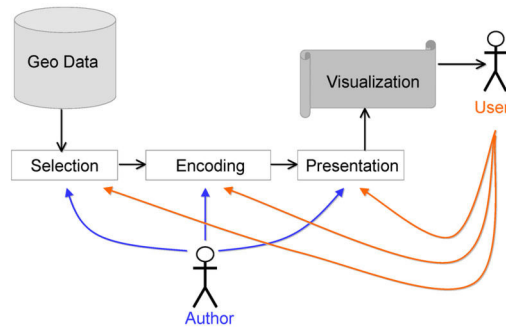 Geo Data
Visualization
User
Selection
Encoding
Presentation
Author